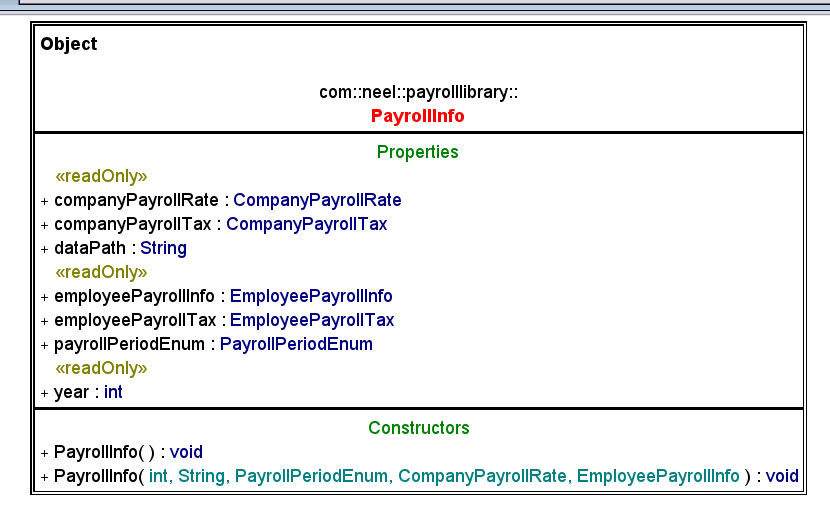 Object
com::neel::payrolllibrary::
PayrollInfo
Properties
«readOnly»
+ companyPayrollRate : CompanyPayrollRate
+ companyPayrollTax : CompanyPayrollTax
+ dataPath : String
«readOnly»
+ employeePayrollInfo : EmployeePayrollInfo
+ employeePayrollTax : EmployeePayrollTax
+ payrollPeriodEnum : PayrollPeriodEnum
«readOnly»
+ year : int
Constructors
+ PayrollInfo( ) : void
+ PayrollInfo( int, String, PayrollPeriodEnum, CompanyPayrollRate, EmployeePayrollInfo ) : void